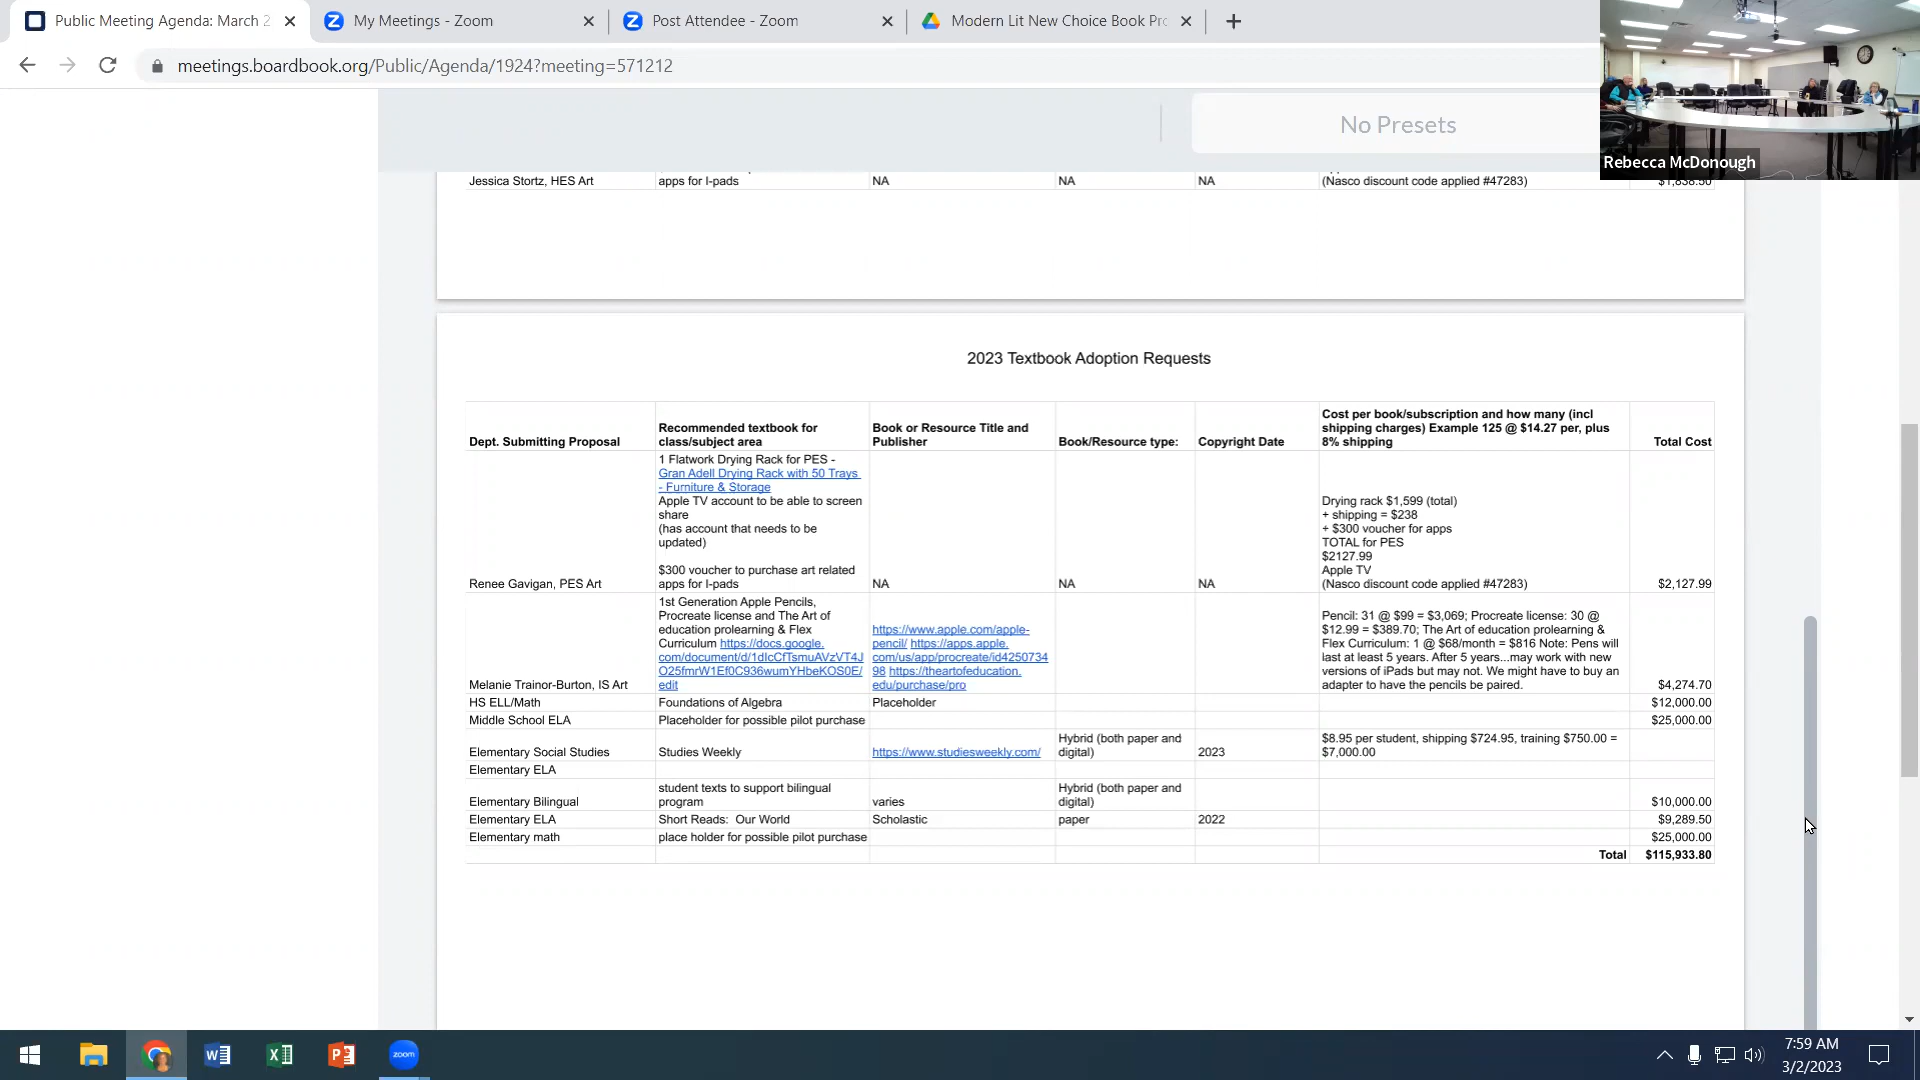 Public Meeting Agenda: March 2
My Meetings - Zoom
Post Attendee - Zoom
Modern Lit New Choice Book Pro
meetings.boardbook.org/Public/Agenda/1924?meeting=571212
No Presets
Rebecca McDonough
Jessica Stortz, HES Art
apps for I-pads
NA
NA
NA
(Nasco discount code applied #47283)
$1,838.50
2023 Textbook Adoption Requests
Dept. Submitting Proposal
Recommended textbook for
class/subject area
Book or Resource Title and
Publisher
Book/Resource type:
Copyright Date
Cost per book/subscription and how many (incl
shipping charges) Example 125 @ $14.27 per, plus
8% shipping
Total Cost
Renee Gavigan, PES Art
1 Flatwork Drying Rack for PES -
Gran Adell Drying Rack with 50 Trays
- Furniture & Storage
Apple TV account to be able to screen
share
(has account that needs to be
updated)
$300 voucher to purchase art related
apps for I-pads
NA
NA
NA
Drying rack $1,599 (total)
+ shipping = $238
+ $300 voucher for apps
TOTAL for PES
$2127.99
Apple TV
(Nasco discount code applied #47283)
$2,127.99
Melanie Trainor-Burton, IS Art
1st Generation Apple Pencils,
Procreate license and The Art of
education prolearning & Flex
Curriculum https://docs.google.
com/document/d/1dIcCfTsmuAVzVT4J
O25fmrW1Ef0C936wumYHbeKOS0E/
edit
https://www.apple.com/apple-
pencil/ https://apps.apple.
com/us/app/procreate/id4250734
98 https://theartofeducation.
edu/purchase/pro
Pencil: 31 @ $99 = $3,069; Procreate license: 30 @
$12.99 = $389.70; The Art of education prolearning &
Flex Curriculum: 1 @ $68/month = $816 Note: Pens will
last at least 5 years. After 5 years...may work with new
versions of iPads but may not. We might have to buy an
adapter to have the pencils be paired.
$4,274.70
HS ELL/Math
Foundations of Algebra
Placeholder
$12,000.00
Middle School ELA
Placeholder for possible pilot purchase
$25,000.00
Elementary Social Studies
Studies Weekly
https://www.studiesweekly.com/
Hybrid (both paper and
digital)
2023
$8.95 per student, shipping $724.95, training $750.00 =
$7,000.00
Elementary ELA
Elementary Bilingual
student texts to support bilingual
program
varies
Hybrid (both paper and
digital)
$10,000.00
Elementary ELA
Short Reads: Our World
Scholastic
paper
2022
$9,289.50
Elementary math
place holder for possible pilot purchase
$25,000.00
Total
$115,933.80
zoom
7:59 AM
3/2/2023